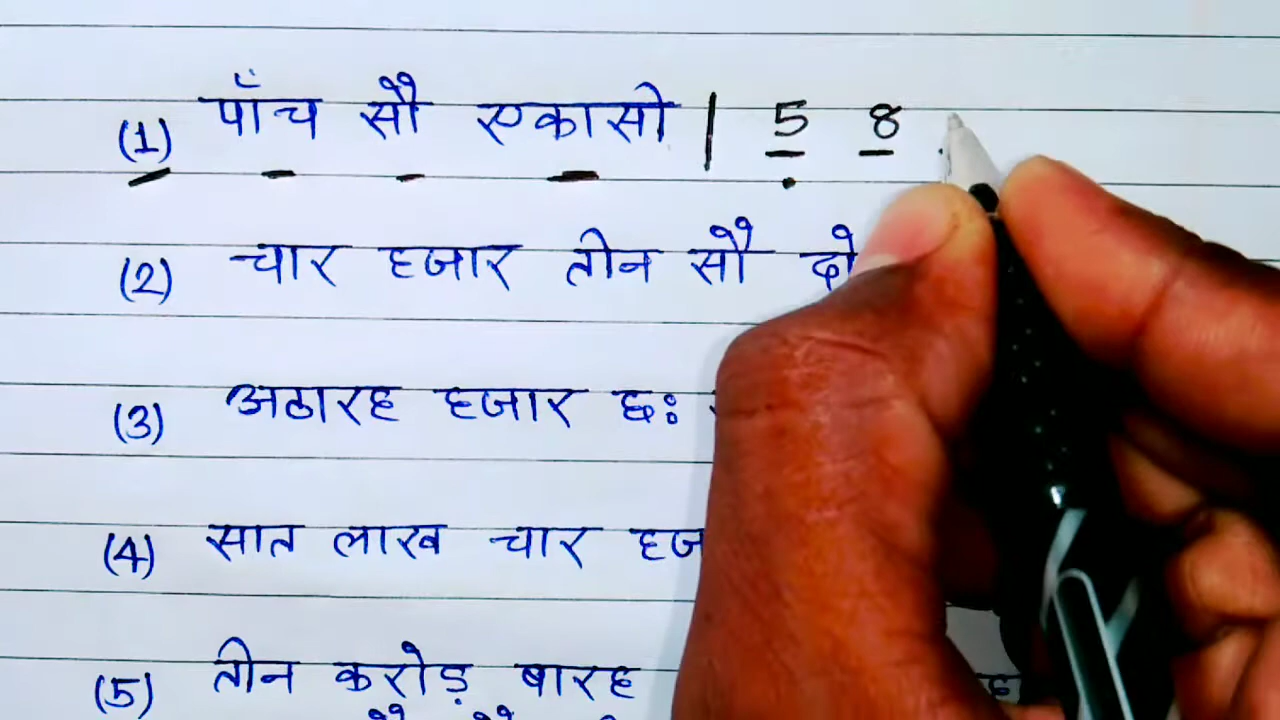 (1) पाँच सौ एकासी | 5 8
(2) चार हजार तीन सौ दो
(3) अठारह हजार छः
(4) सात लाख चार हज
(5) तीन करोड़ बारह